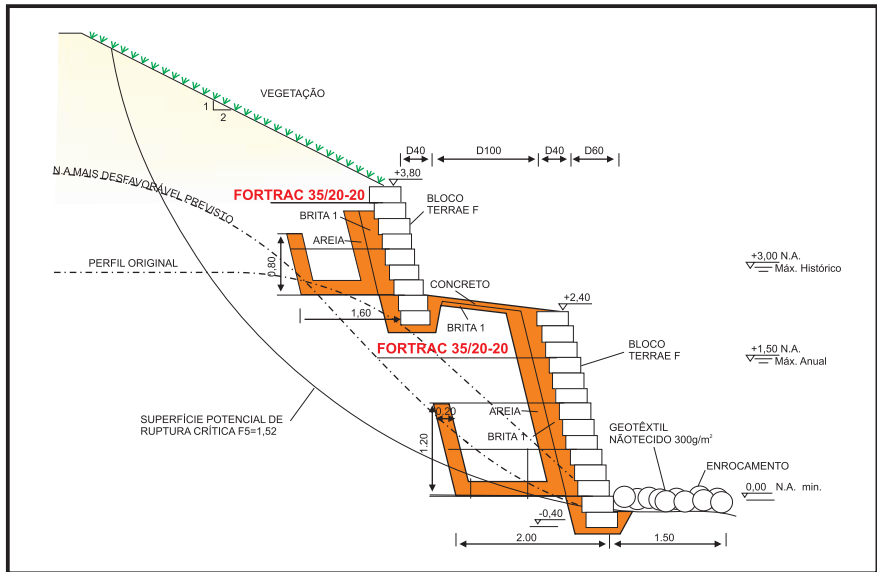 VEGETAÇÃO
1
2
D40
D100
D40
D60
+3,80
N.A MAIS DESFAVORÁVEL PREVISTO
FORTRAC 35/20-20
BLOCO
TERRAE F
BRITA 1
AREIA
0,80
PERFIL ORIGINAL
+3,00 N.A.
Máx. Histórico
CONCRETO
+2,40
1,60
BRITA 1
FORTRAC 35/20-20
BLOCO
TERRAE F
+1,50 N.A.
Máx. Anual
SUPERFÍCIE POTENCIAL DE
RUPTURA CRÍTICA F5=1,52
0,20
AREIA
1.20
BRITA 1
GEOTÊXTIL
NÃOTECIDO 300g/m²
ENROCAMENTO
0,00 N.A. min.
-0,40
2.00
1.50